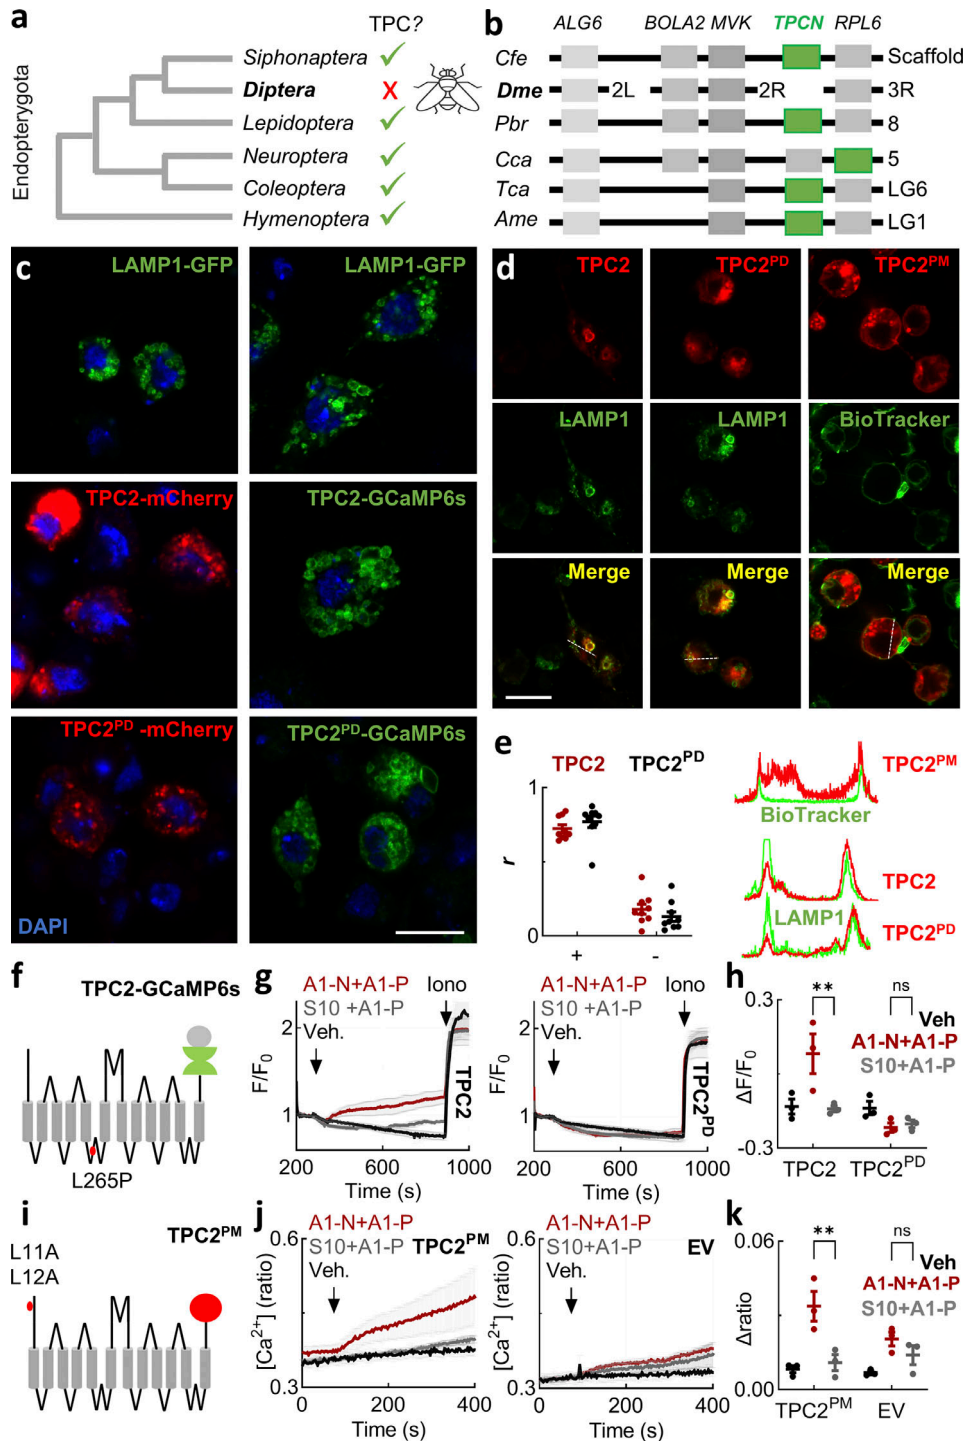 a
TPC?
Endopterygota
Siphonaptera
Diptera
X
Lepidoptera
Neuroptera
Coleoptera
Hymenoptera
b
ALG6 BOLA2 MVK TPCN RPL6
Cfe Scaffold
Dme 2L 2R 3R
Pbr 8
Cca 5
Tca LG6
Ame LG1
c
LAMP1-GFP
LAMP1-GFP
TPC2-mCherry
TPC2-GCaMP6s
TPC2PD -mCherry
TPC2PD-GCaMP6s
DAPI
d
TPC2 TPC2PD TPC2PM
LAMP1 LAMP1 BioTracker
Merge Merge Merge
e
TPC2 TPC2PD
1
r
0
+ -
TPC2PM
BioTracker
TPC2
LAMP1
TPC2PD
f
TPC2-GCaMP6s
L265P
g
A1-N+A1-P Iono
S10 +A1-P
Veh.
2
F/F0
1
TPC2
200 600 1000
Time (s)
Iono
A1-N+A1-P
S10 +A1-P
Veh.
2
F/F0
1
TPC2PD
200 600 1000
Time (s)
h
0.3
** ns
Veh
A1-N+A1-P
S10+A1-P
ΔF/F0
-0.3
TPC2 TPC2PD
i
TPC2PM
L11A
L12A
j
A1-N+A1-P
0.6
S10+A1-P TPC2PM
Veh.
[Ca2+] (ratio)
0.3
0 200 400
Time (s)
A1-N+A1-P
0.6
S10+A1-P EV
Veh.
[Ca2+] (ratio)
0.3
0 200 400
Time (s)
k
0.06
** ns
Veh
A1-N+A1-P
S10+A1-P
Δratio
0.00
TPC2PM EV